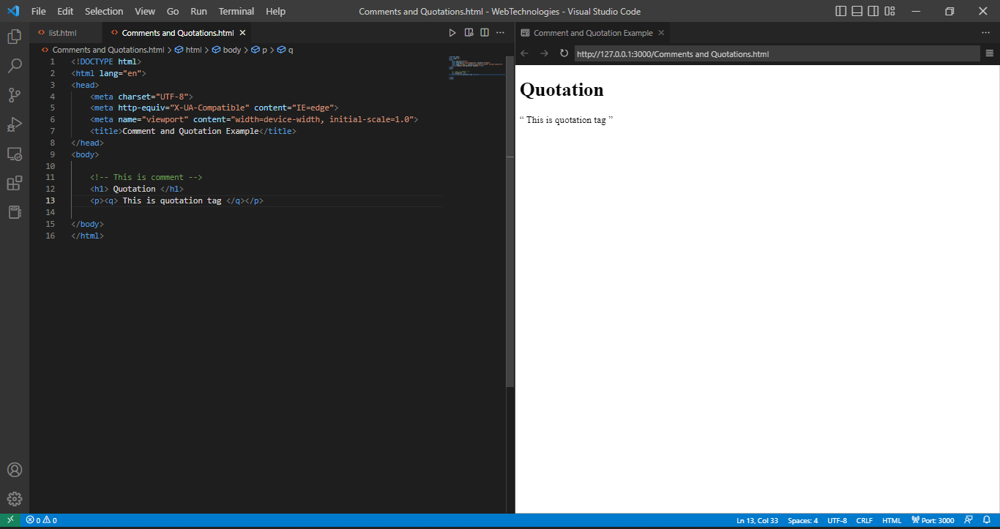 File Edit Selection View Go Run Terminal Help Comments and Quotations.html - WebTechnologies - Visual Studio Code
list.html Comments and Quotations.html
Comments and Quotations.html > html > body > p > q
1 <!DOCTYPE html>
2 <html lang="en">
3 <head>
4 <meta charset="UTF-8">
5 <meta http-equiv="X-UA-Compatible" content="IE=edge">
6 <meta name="viewport" content="width=device-width, initial-scale=1.0">
7 <title>Comment and Quotation Example</title>
8 </head>
9 <body>
10
11 <!-- This is comment -->
12 <h1> Quotation </h1>
13 <p><q> This is quotation tag </q></p>
14
15 </body>
16 </html>
Comment and Quotation Example
http://127.0.0.1:3000/Comments and Quotations.html
Quotation
“ This is quotation tag ”
0 0 Ln 13, Col 33 Spaces: 4 UTF-8 CRLF HTML Port: 3000